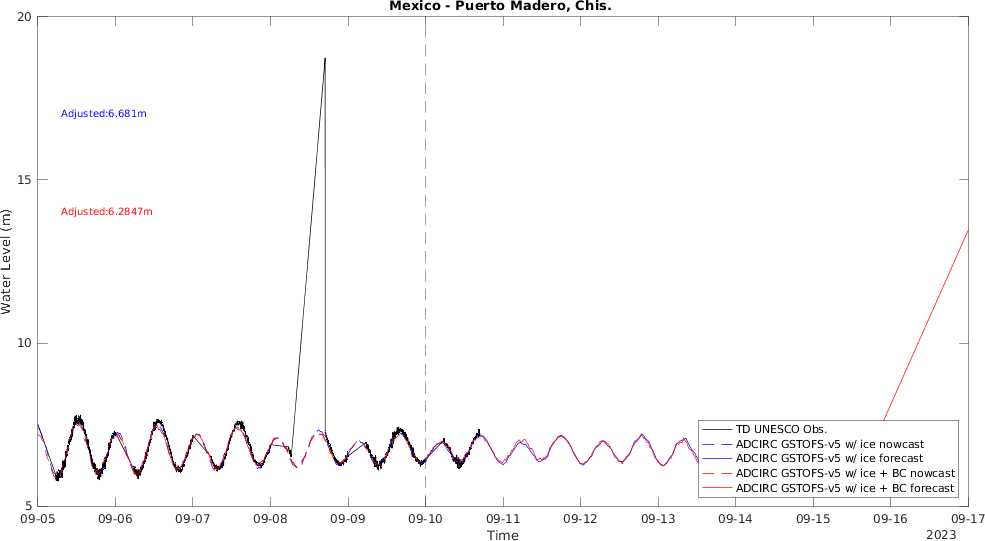 Mexico - Puerto Madero, Chis.
20
15
10
5
Water Level (m)
Adjusted:6.681m
Adjusted:6.2847m
TD UNESCO Obs.
ADCIRC GSTOFS-v5 w/ ice nowcast
ADCIRC GSTOFS-v5 w/ ice forecast
ADCIRC GSTOFS-v5 w/ ice + BC nowcast
ADCIRC GSTOFS-v5 w/ ice + BC forecast
09-05 09-06 09-07 09-08 09-09 09-10 09-11 09-12 09-13 09-14 09-15 09-16 09-17
Time
2023